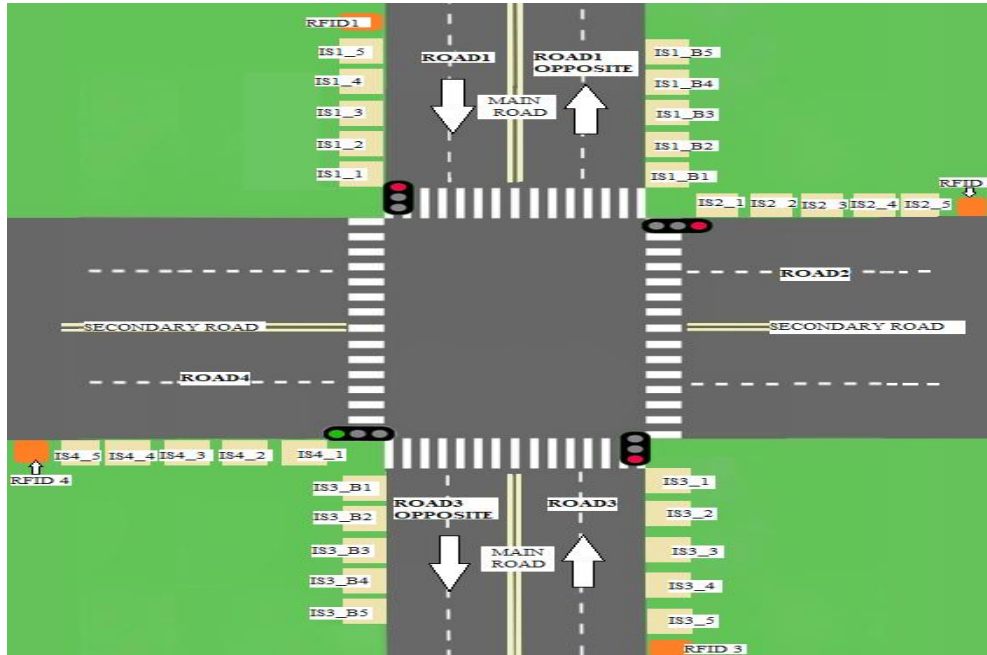 RFID1
IS1_5
IS1_4
IS1_3
IS1_2
IS1_1
ROAD1
ROAD1
OPPOSITE
MAIN
ROAD
IS1_B5
IS1_B4
IS1_B3
IS1_B2
IS1_B1
RFID
IS2_1
IS2_2
IS2_3
IS2_4
IS2_5
ROAD2
SECONDARY ROAD
SECONDARY ROAD
ROAD4
IS4_5
IS4_4
IS4_3
IS4_2
IS4_1
RFID 4
IS3_B1
IS3_B2
IS3_B3
IS3_B4
IS3_B5
ROAD3
OPPOSITE
ROAD3
MAIN
ROAD
IS3_1
IS3_2
IS3_3
IS3_4
IS3_5
RFID 3